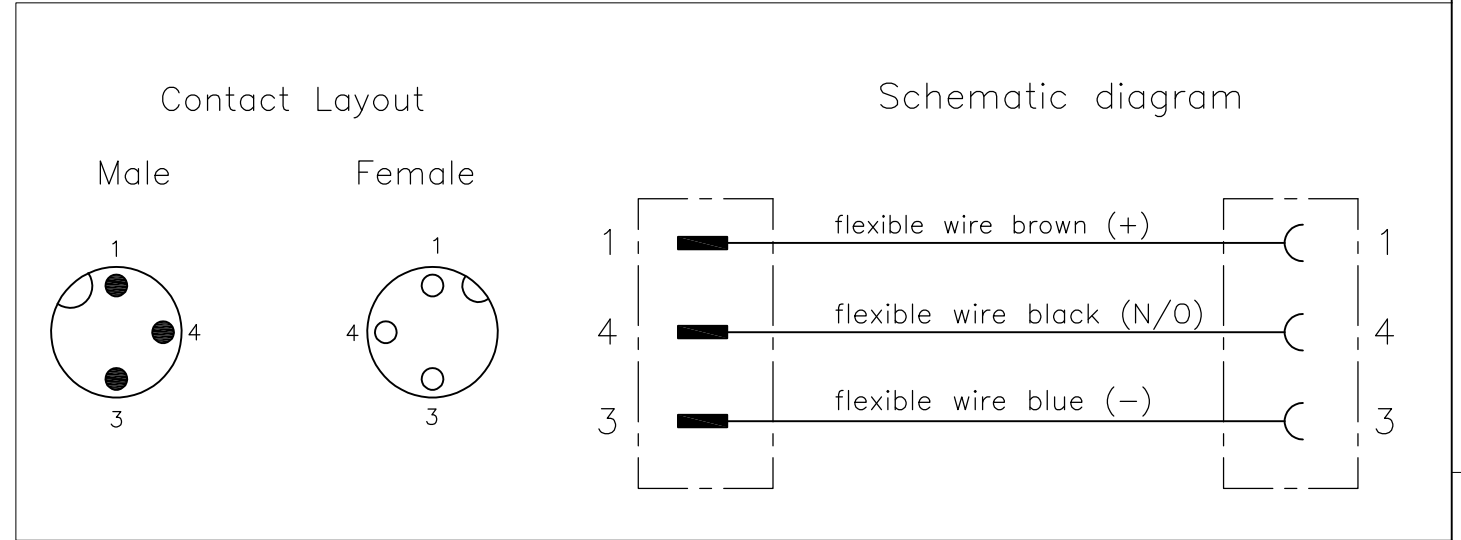 Contact Layout
Schematic diagram
Male
Female
1
4
3
1
4
3
1 flexible wire brown (+) 1
4 flexible wire black (N/O) 4
3 flexible wire blue (−) 3